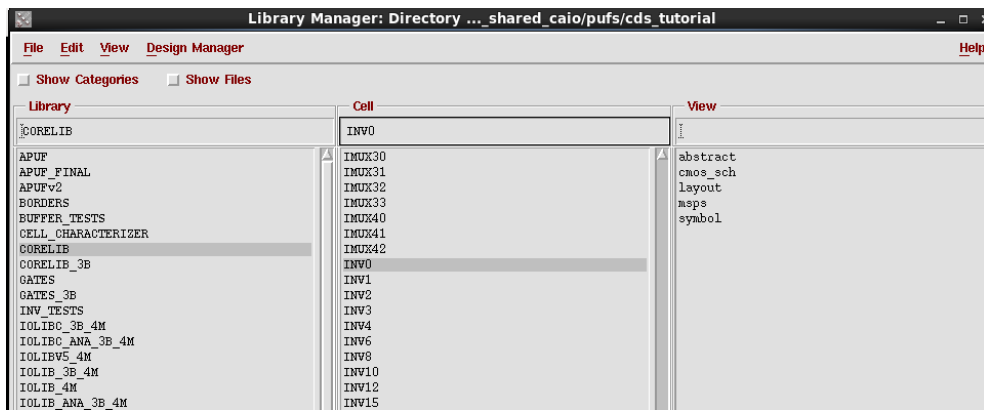 Library Manager: Directory ..._shared_caio/pufs/cds_tutorial
File Edit View Design Manager Help
Show Categories Show Files
Library
CORELIB
APUF
APUF_FINAL
APUFv2
BORDERS
BUFFER_TESTS
CELL_CHARACTERIZER
CORELIB
CORELIB_3B
GATES
GATES_3B
INV_TESTS
IOLIBC_3B_4M
IOLIBC_ANA_3B_4M
IOLIBV5_4M
IOLIB_3B_4M
IOLIB_4M
IOLIB_ANA_3B_4M
Cell
INV0
IMUX30
IMUX31
IMUX32
IMUX33
IMUX40
IMUX41
IMUX42
INV0
INV1
INV2
INV3
INV4
INV6
INV8
INV10
INV12
INV15
View
abstract
cmos_sch
layout
msps
symbol